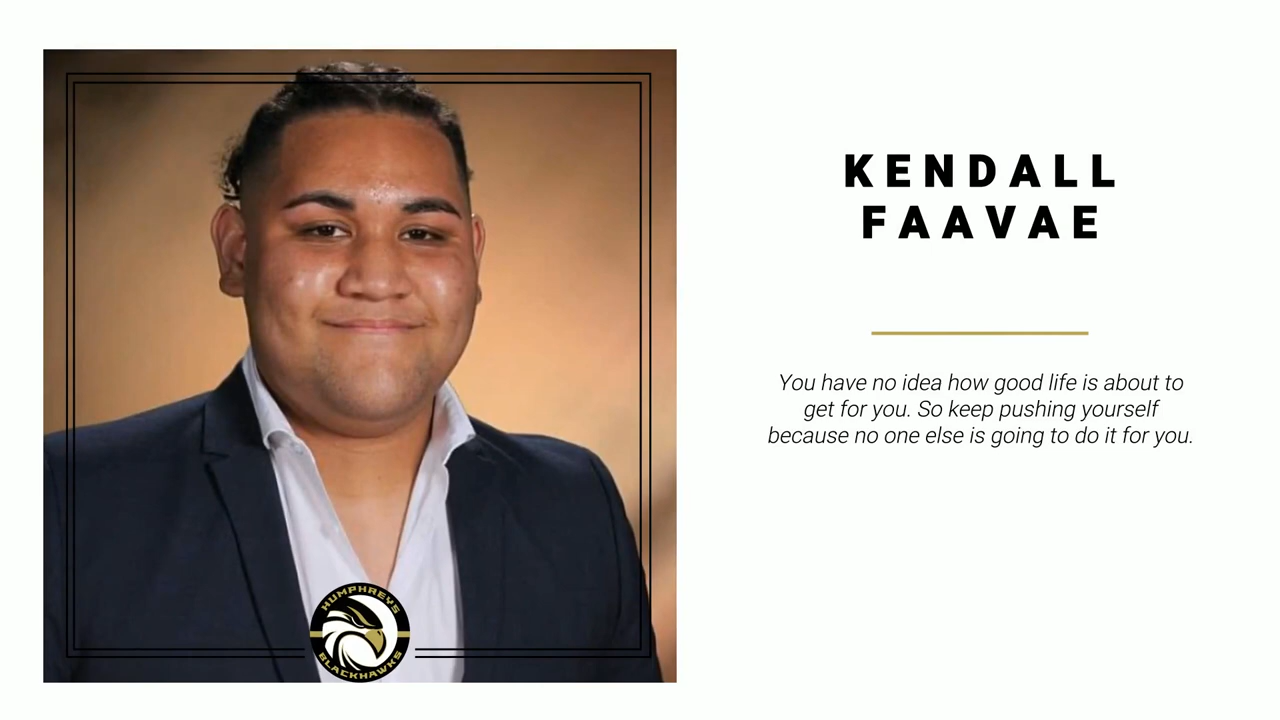 KENDALL
FAAVAE
You have no idea how good life is about to
get for you. So keep pushing yourself
because no one else is going to do it for you.
HUMPHREYS
BLACKHAWKS